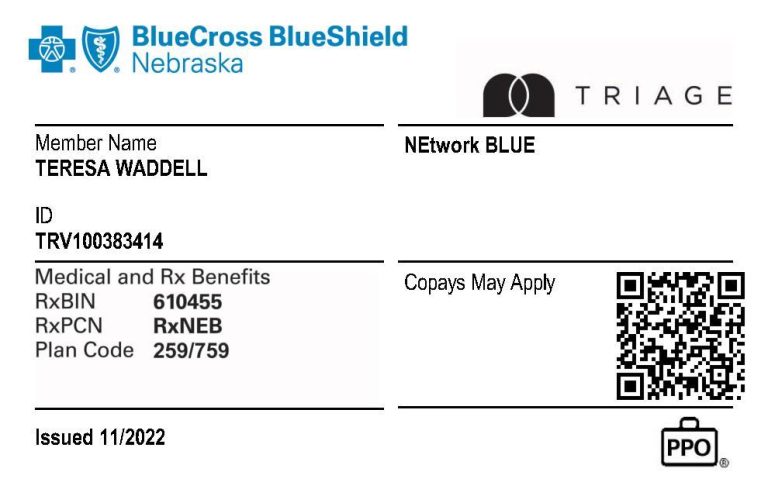 BlueCross BlueShield
Nebraska
TRIAGE
Member Name
TERESA WADDELL
NEtwork BLUE
ID
TRV100383414
Medical and Rx Benefits
RxBIN 610455
RxPCN RxNEB
Plan Code 259/759
Copays May Apply
Issued 11/2022
PPO®